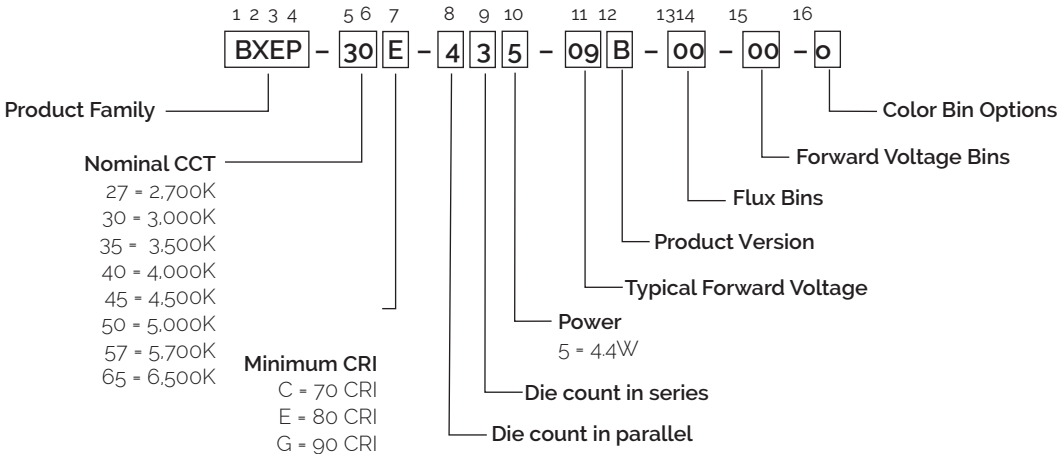 1 2 3 4 5 6 7 8 9 10 11 12 1314 15 16
BXEP – 30 E – 4 3 5 – 09 B – 00 – 00 – 0
Product Family
Color Bin Options
Nominal CCT
27 = 2,700K
30 = 3,000K
35 = 3,500K
40 = 4,000K
45 = 4,500K
50 = 5,000K
57 = 5,700K
65 = 6,500K
Forward Voltage Bins
Flux Bins
Product Version
Typical Forward Voltage
Power
5 = 4.4W
Minimum CRI
C = 70 CRI
E = 80 CRI
G = 90 CRI
Die count in series
Die count in parallel